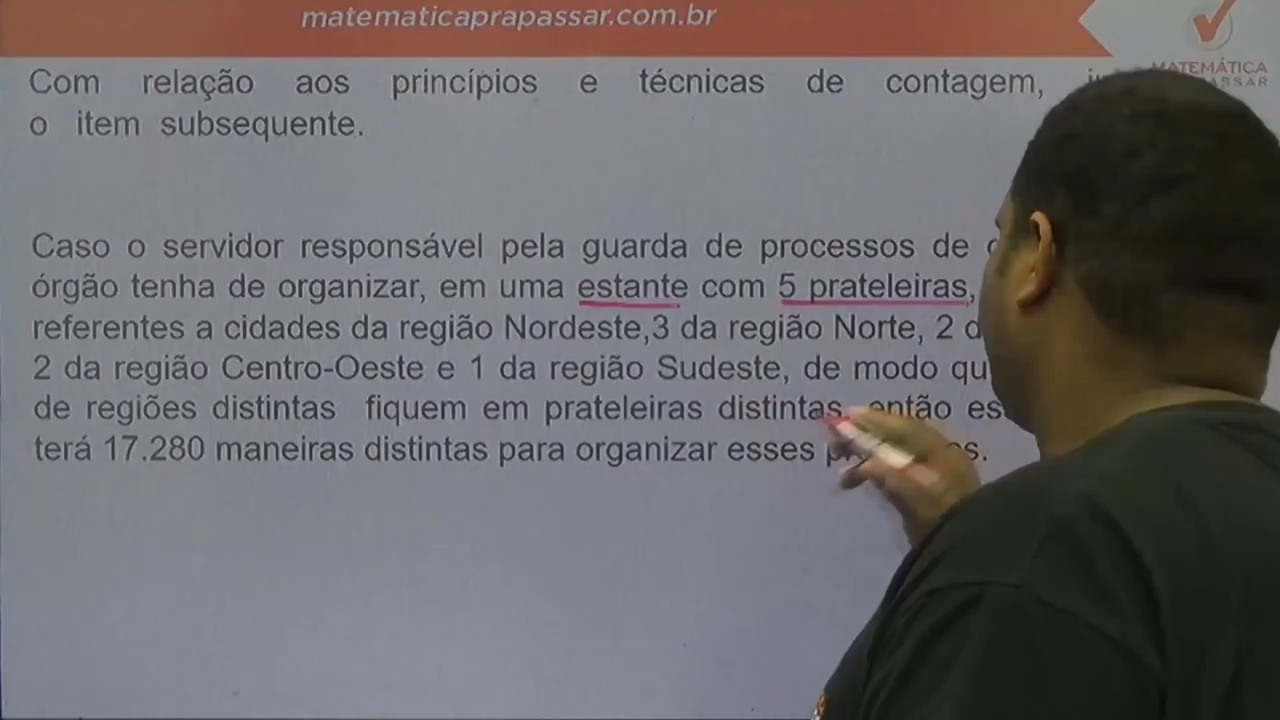 matematicaprapassar.com.br
MATEMÁTICA
Com relação aos princípios e técnicas de contagem,
o item subsequente.
Caso o servidor responsável pela guarda de processos de
órgão tenha de organizar, em uma estante com 5 prateleiras,
referentes a cidades da região Nordeste,3 da região Norte, 2
2 da região Centro-Oeste e 1 da região Sudeste, de modo
de regiões distintas fiquem em prateleiras distintas, então
terá 17.280 maneiras distintas para organizar esses